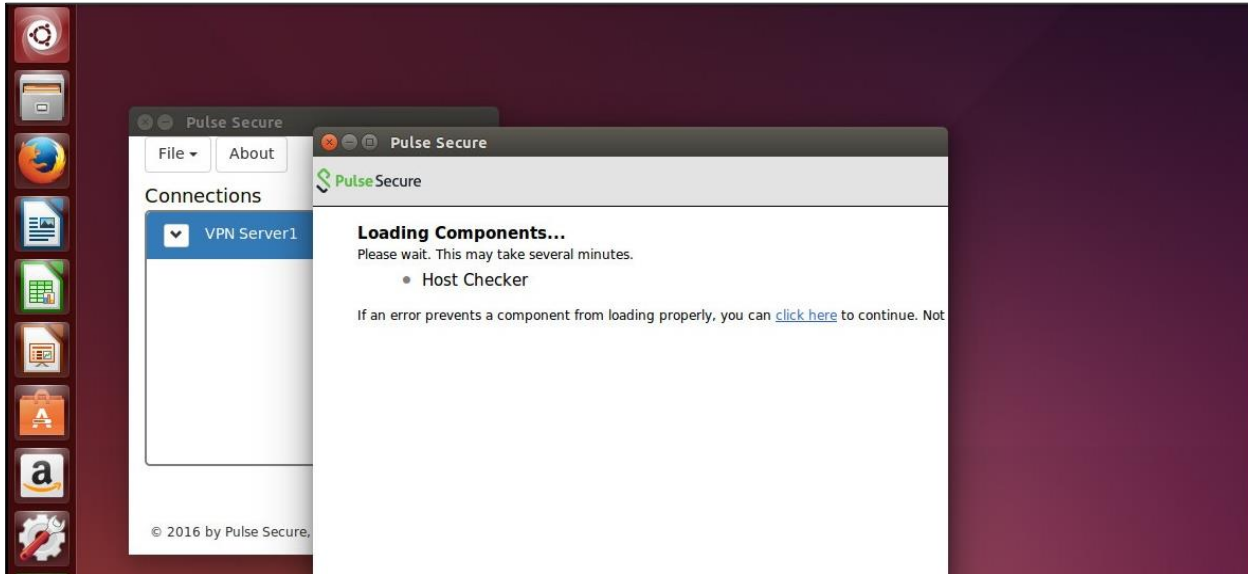 Pulse Secure
File
About
Connections
VPN Server1
© 2016 by Pulse Secure,
Pulse Secure
Pulse Secure
Loading Components...
Please wait. This may take several minutes.
Host Checker
If an error prevents a component from loading properly, you can click here to continue. Not
a